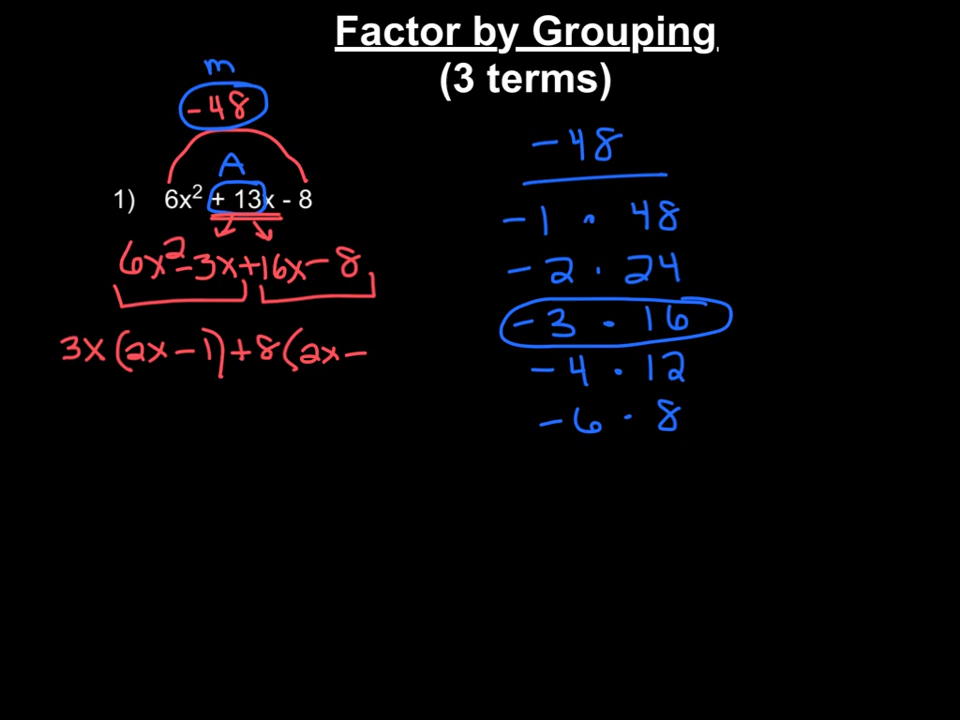 Factor by Grouping
(3 terms)
m
-48
A
1) 6x² + 13x - 8
6x²-3x+16x-8
3x(2x-1)+8(2x-
-48
-1 · 48
-2 · 24
-3 · 16
-4 · 12
-6 · 8